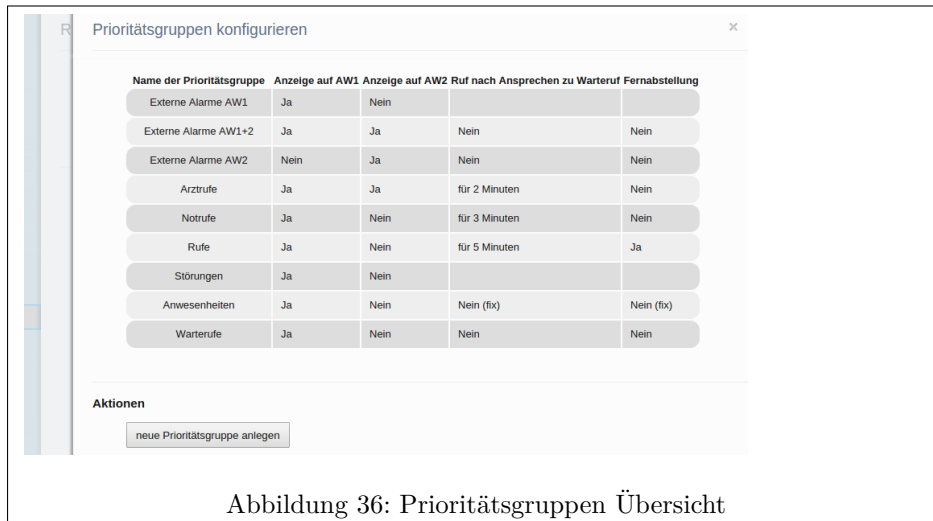 R
Prioritätsgruppen konfigurieren ×
Name der Prioritätsgruppe Anzeige auf AW1 Anzeige auf AW2 Ruf nach Ansprechen zu Warteruf Fernabstellung
Externe Alarme AW1 Ja Nein
Externe Alarme AW1+2 Ja Ja Nein Nein
Externe Alarme AW2 Nein Ja Nein Nein
Arztrufe Ja Ja für 2 Minuten Nein
Notrufe Ja Nein für 3 Minuten Nein
Rufe Ja Nein für 5 Minuten Ja
Störungen Ja Nein
Anwesenheiten Ja Nein Nein (fix) Nein (fix)
Warterufe Ja Nein Nein Nein
Aktionen
neue Prioritätsgruppe anlegen
Abbildung 36: Prioritätsgruppen Übersicht